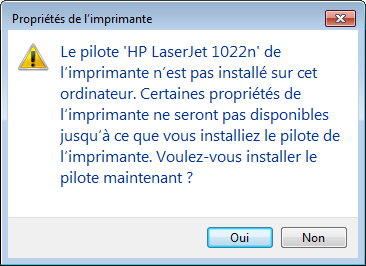 Propriétés de l'imprimante
Le pilote 'HP LaserJet 1022n' de
l'imprimante n'est pas installé sur cet
ordinateur. Certaines propriétés de
l'imprimante ne seront pas disponibles
jusqu'à ce que vous installiez le pilote de
l'imprimante. Voulez-vous installer le
pilote maintenant ?
Oui
Non